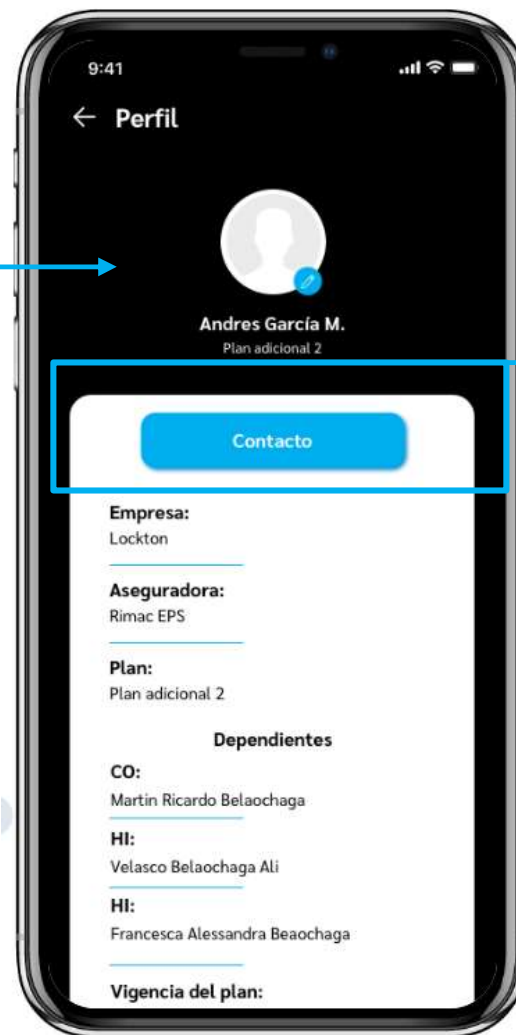 9:41
Perfil
Andres García M.
Plan adicional 2
Contacto
Empresa:
Lockton
Aseguradora:
Rimac EPS
Plan:
Plan adicional 2
Dependientes
CO:
Martin Ricardo Belaochaga
HI:
Velasco Belaochaga Ali
HI:
Francesca Alessandra Beaochaga
Vigencia del plan: